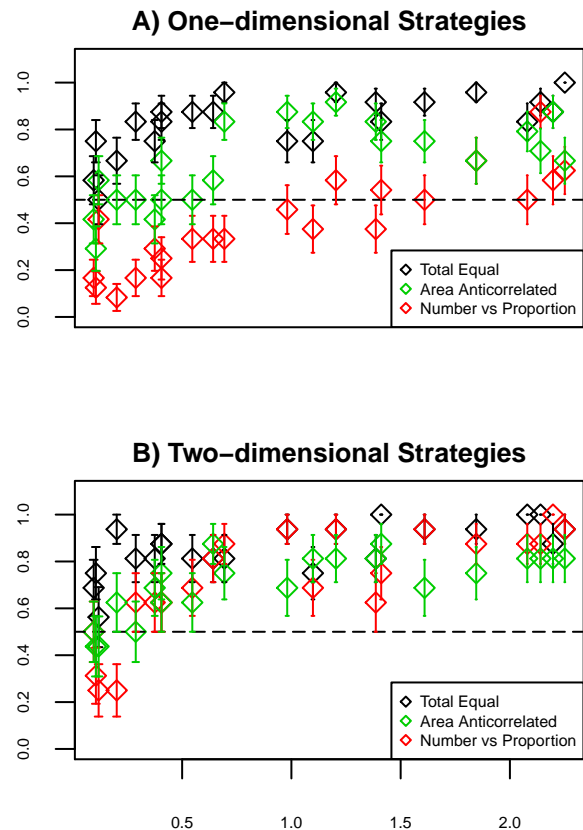 A) One−dimensional Strategies
1.0
0.8
0.6
0.4
0.2
0.0
Total Equal
Area Anticorrelated
Number vs Proportion
B) Two−dimensional Strategies
1.0
0.8
0.6
0.4
0.2
0.0
Total Equal
Area Anticorrelated
Number vs Proportion
0.5 1.0 1.5 2.0